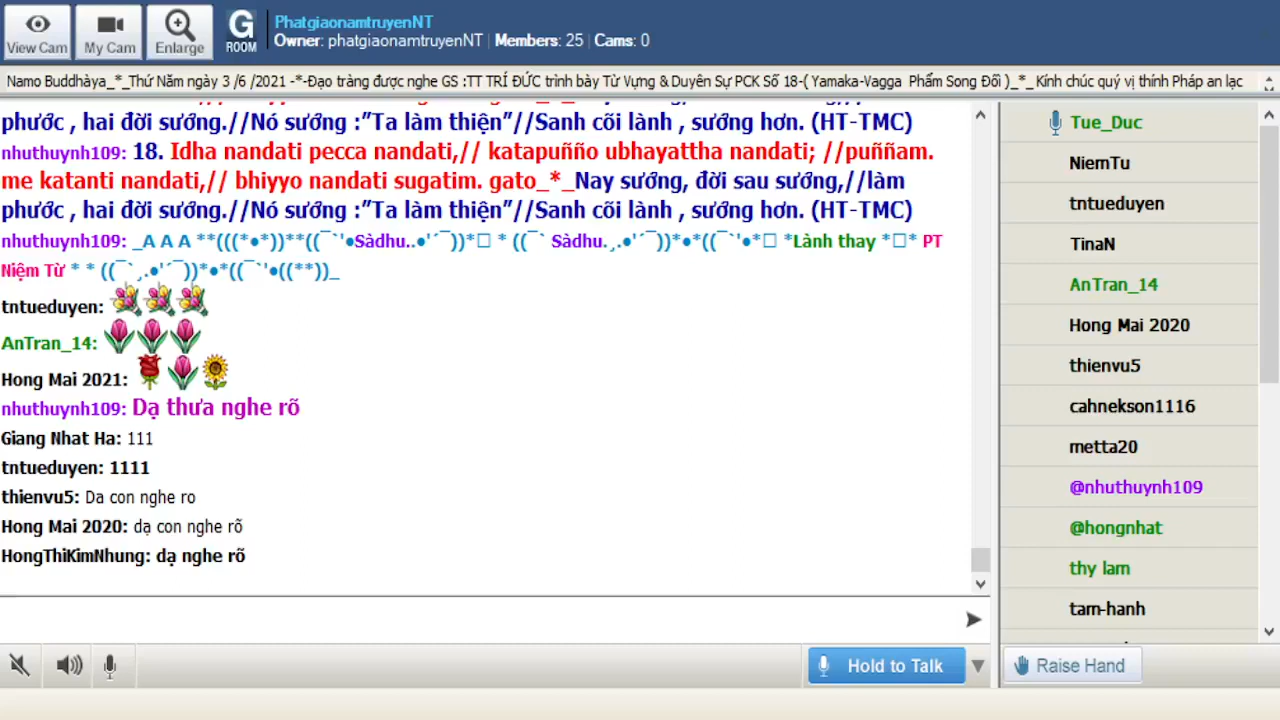 View Cam
My Cam
Enlarge
G
ROOM
PhatgiaonamtruyenNT
Owner: phatgiaonamtruyenNT | Members: 25 | Cams: 0
Namo Buddhàya_*_Thứ Năm ngày 3 /6 /2021 -*-Đạo tràng được nghe GS :TT TRÍ ĐỨC trình bày Từ Vựng & Duyên Sự PCK Số 18-( Yamaka-Vagga Phẩm Song Đối )_*_ Kính chúc quý vị thính Pháp an lạc
phước , hai đời sướng.//Nó sướng :”Ta làm thiện”//Sanh cõi lành , sướng hơn. (HT-TMC)
nhuthuynh109: 18. Idha nandati pecca nandati,// katapuñño ubhayattha nandati; //puññam.
me katanti nandati,// bhiyyo nandati sugatim. gato_*_Nay sướng, đời sau sướng,//làm
phước , hai đời sướng.//Nó sướng :”Ta làm thiện”//Sanh cõi lành , sướng hơn. (HT-TMC)
nhuthuynh109: _A A A **(((*•*))**((¯`'•Sàdhu..•'´¯))*□ * ((¯` Sàdhu.¸.•'´¯))*•*((¯`'•*□ *Lành thay *□* PT
Niệm Từ * * ((¯`¸.•'´¯))*•*((¯`'•((**))_
tntueduyen:
AnTran_14:
Hong Mai 2021:
nhuthuynh109: Dạ thưa nghe rõ
Giang Nhat Ha: 111
tntueduyen: 1111
thienvu5: Da con nghe ro
Hong Mai 2020: dạ con nghe rõ
HongThiKimNhung: dạ nghe rõ
Tue_Duc
NiemTu
tntueduyen
TinaN
AnTran_14
Hong Mai 2020
thienvu5
cahnekson1116
metta20
@nhuthuynh109
@hongnhat
thy lam
tam-hanh
Hold to Talk
Raise Hand